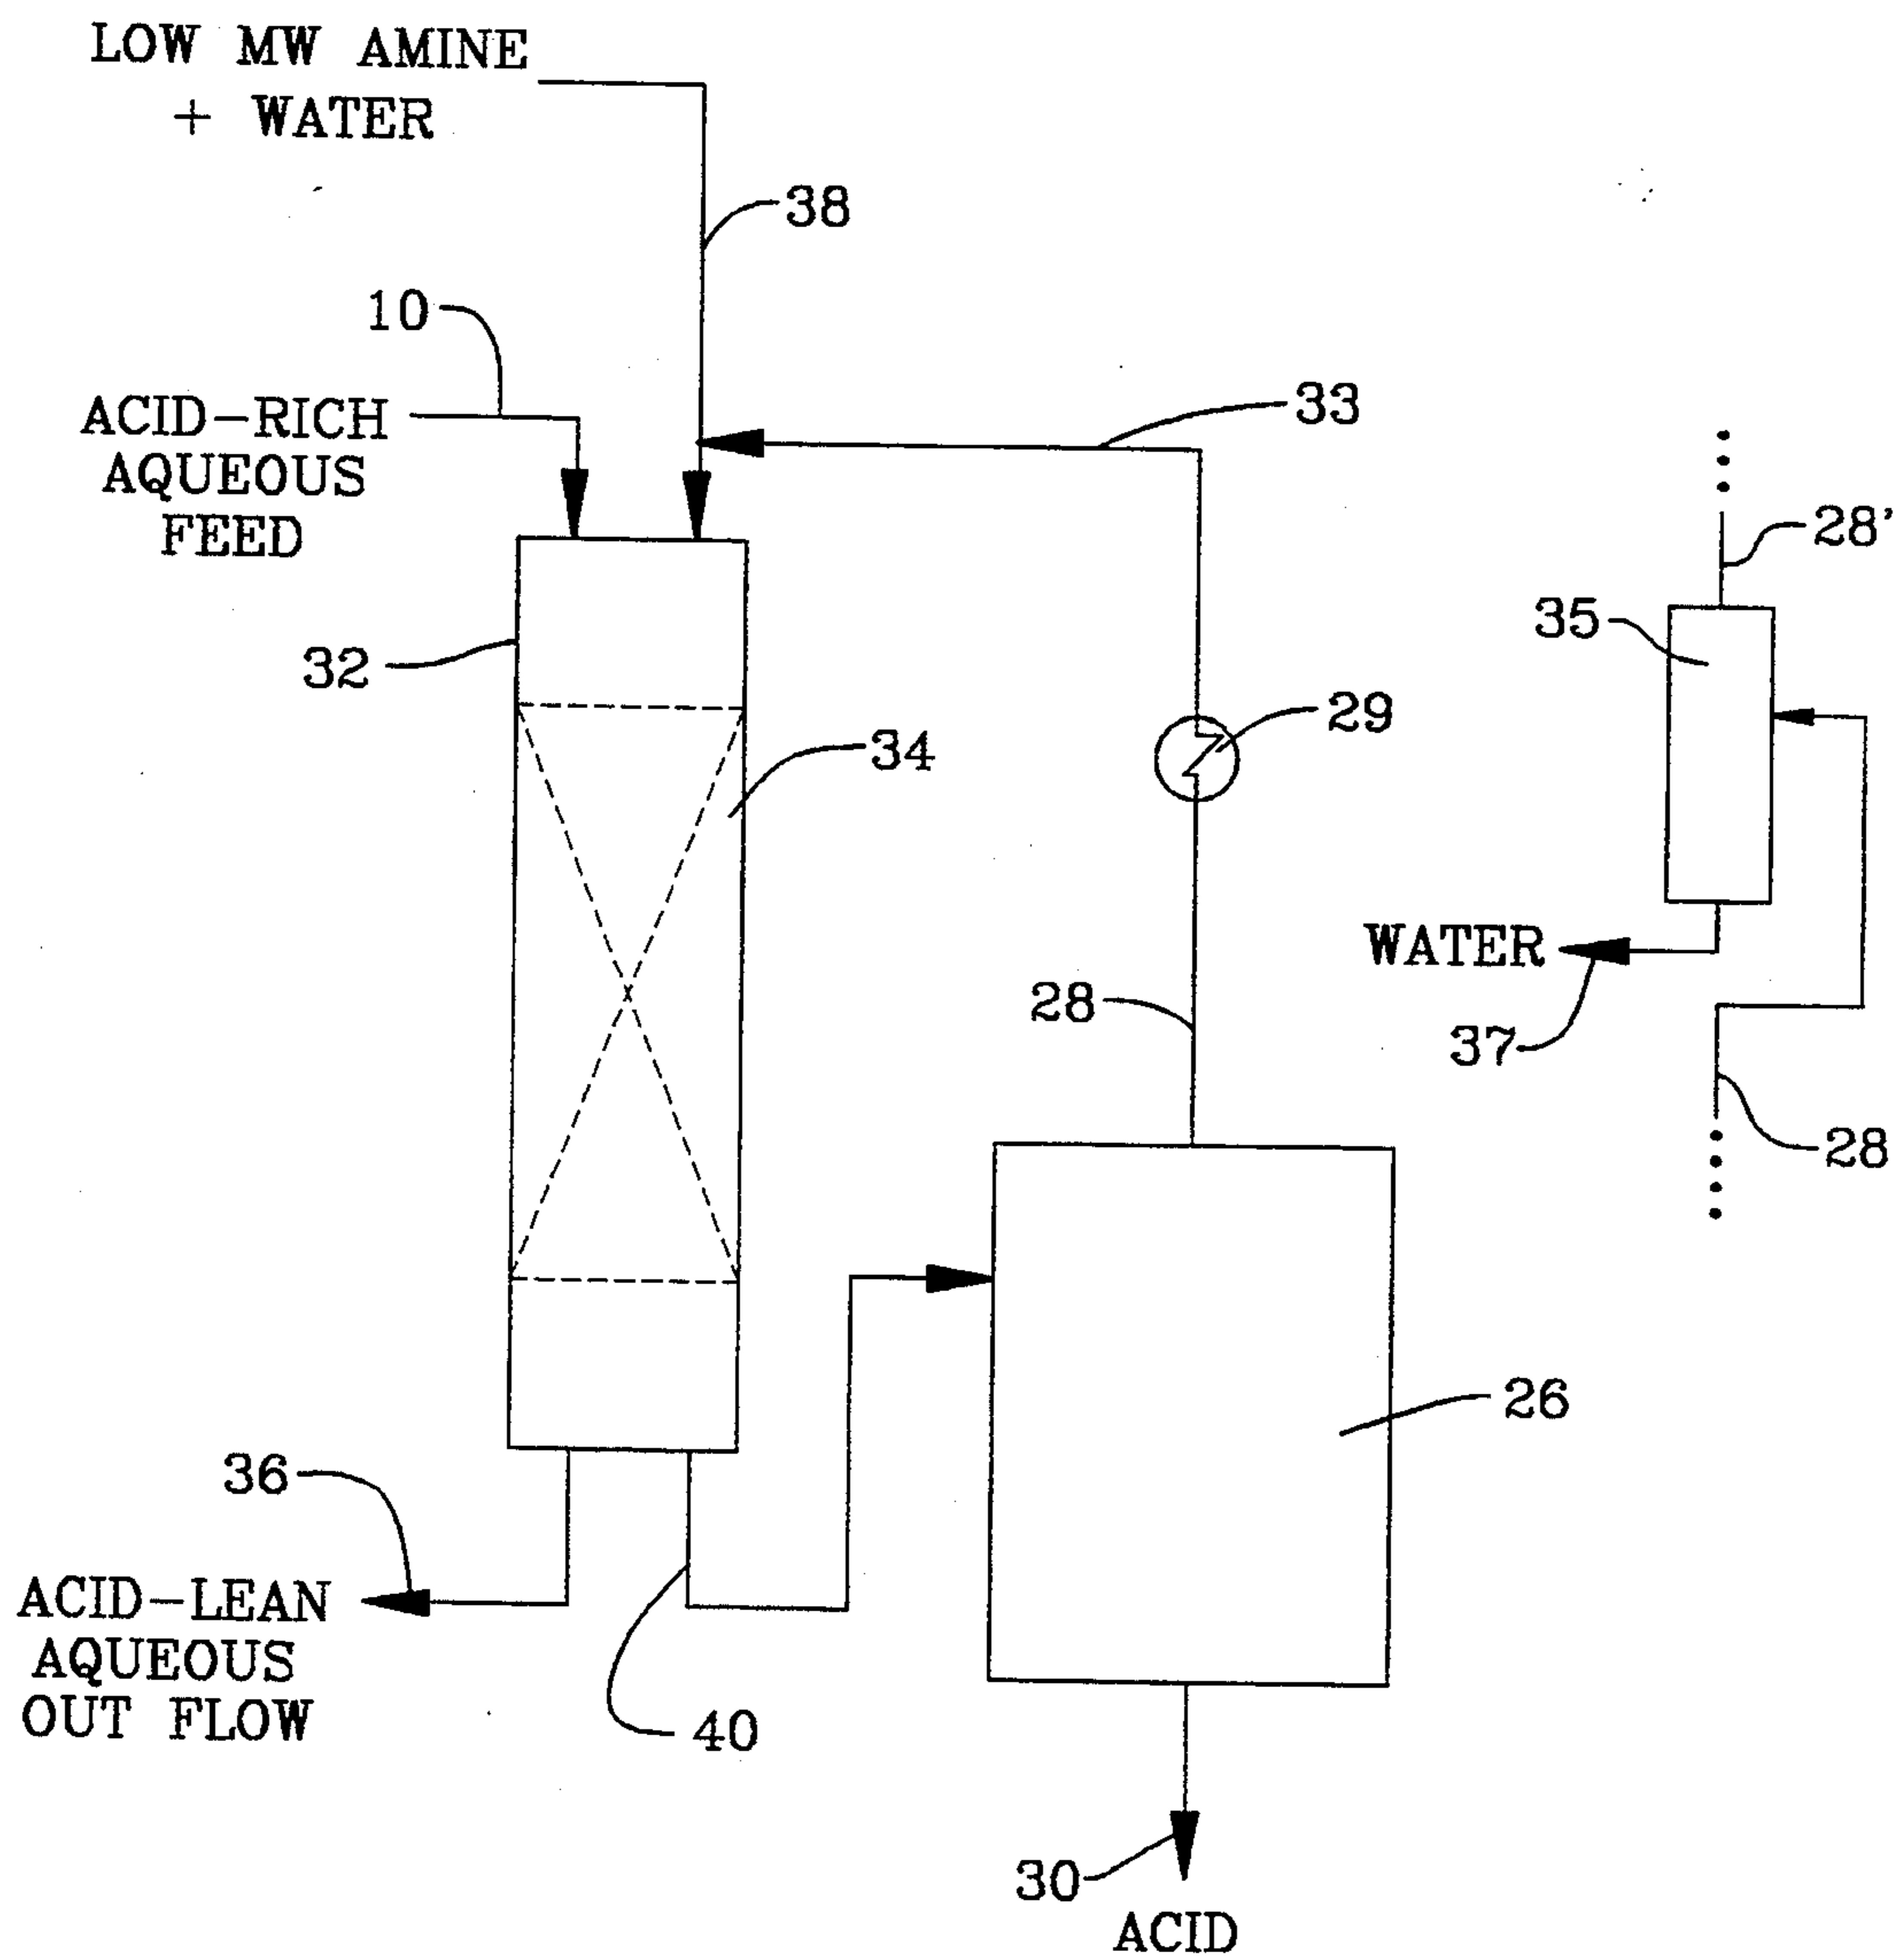 LOW MW AMINE
+ WATER
38
10
33
ACID-RICH
AQUEOUS
FEED
28'
35
32
29
34
WATER
28
37
28
26
36
ACID-LEAN
AQUEOUS
OUT FLOW
40
30
ACID